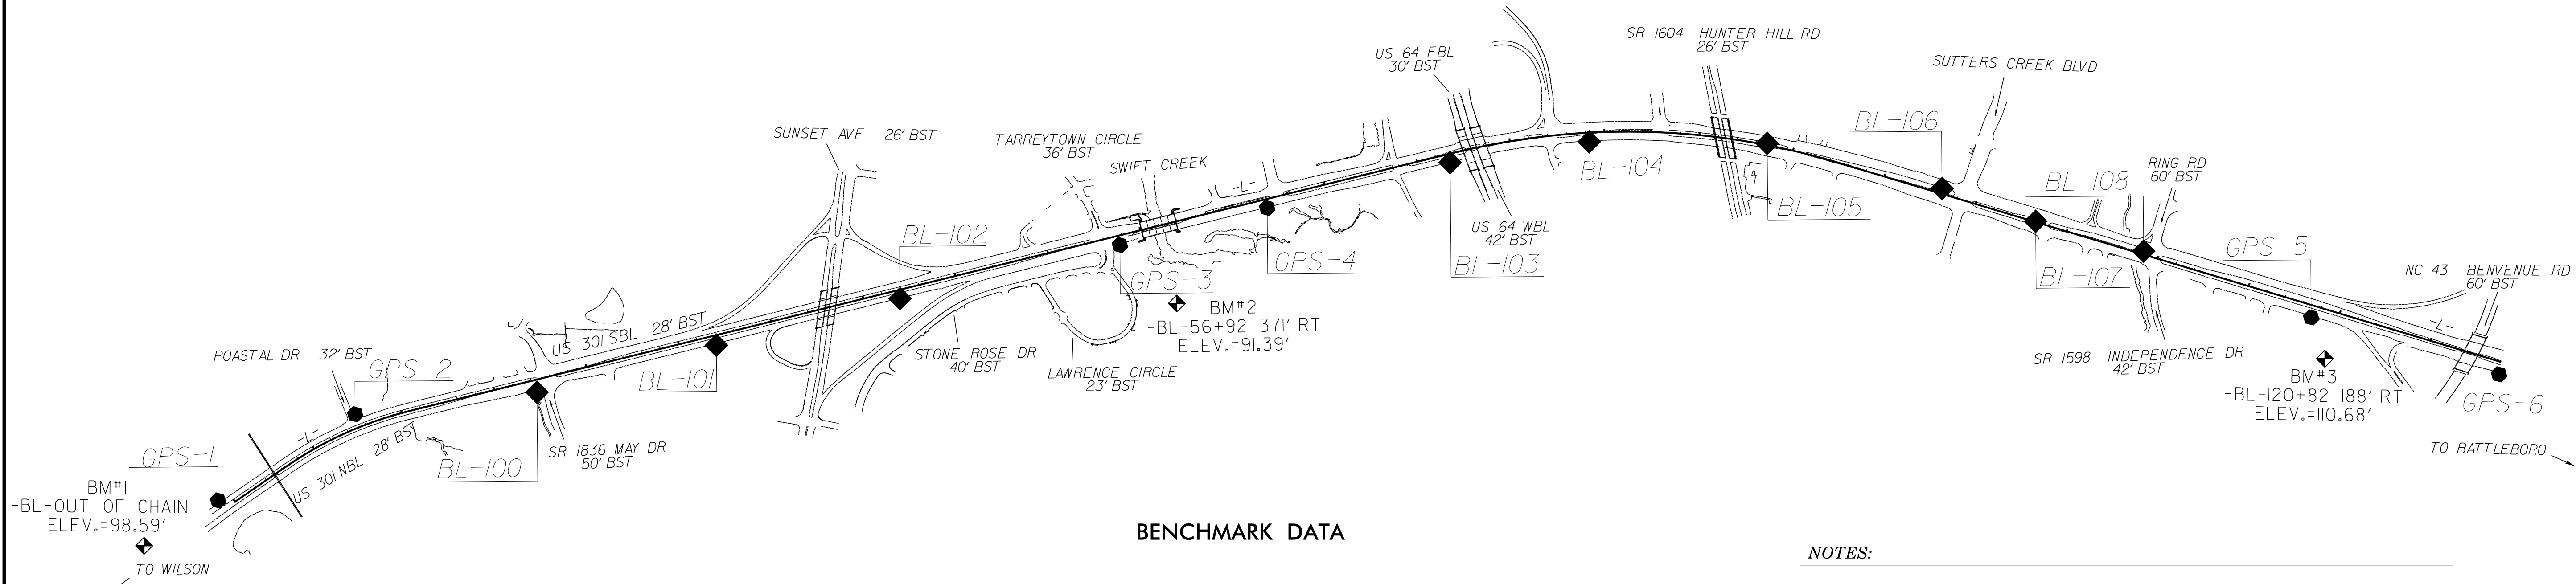 US 64 EBL
30' BST
SR 1604 HUNTER HILL RD
26' BST
SUTTERS CREEK BLVD
SUNSET AVE 26' BST
TARREYTOWN CIRCLE
36' BST
SWIFT CREEK
BL-106
BL-104
RING RD
60' BST
BL-108
BL-105
-L-
BL-102
US 64 WBL
42' BST
GPS-4
BL-103
GPS-3
GPS-5
BL-107
NC 43 BENVENUE RD
60' BST
BM#2
-BL-56+92 371' RT
ELEV.=91.39'
US 301 SBL 28' BST
POASTAL DR 32' BST
GPS-2
BL-101
STONE ROSE DR
40' BST
LAWRENCE CIRCLE
23' BST
SR 1598 INDEPENDENCE DR
42' BST
-L-
BM#3
-BL-120+82 188' RT
ELEV.=110.68'
GPS-6
-L-
US 301 NBL 28' BST
SR 1836 MAY DR
50' BST
BL-100
GPS-1
TO BATTLEBORO
BM#1
-BL-OUT OF CHAIN
ELEV.=98.59'
TO WILSON
BENCHMARK DATA
NOTES: